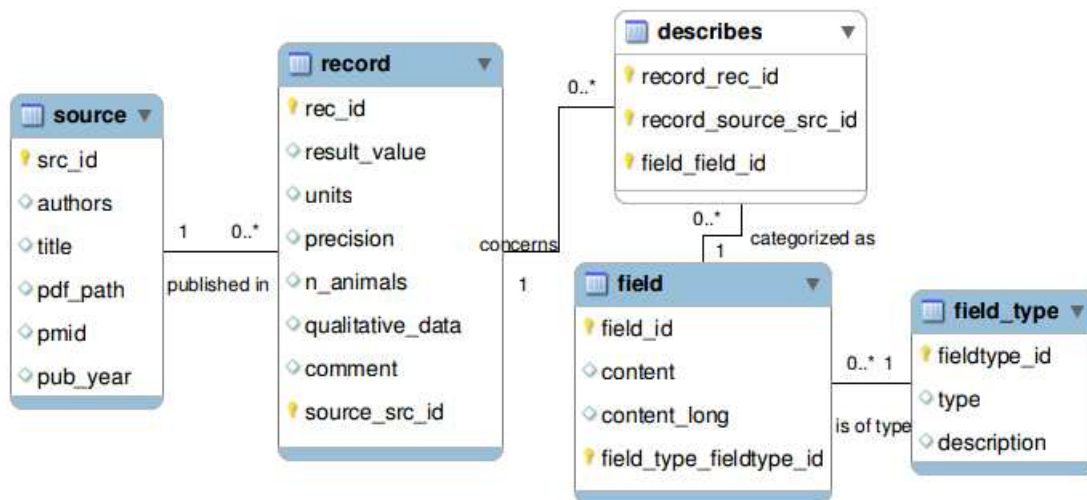 source
src_id
authors
title
pdf_path
pmid
pub_year
1
0..*
published in
record
rec_id
result_value
units
precision
n_animals
qualitative_data
comment
source_src_id
concerns
1
0..*
describes
record_rec_id
record_source_src_id
field_field_id
0..*
categorized as
1
field
field_id
content
content_long
field_type_fieldtype_id
0..*
1
is of type
field_type
fieldtype_id
type
description